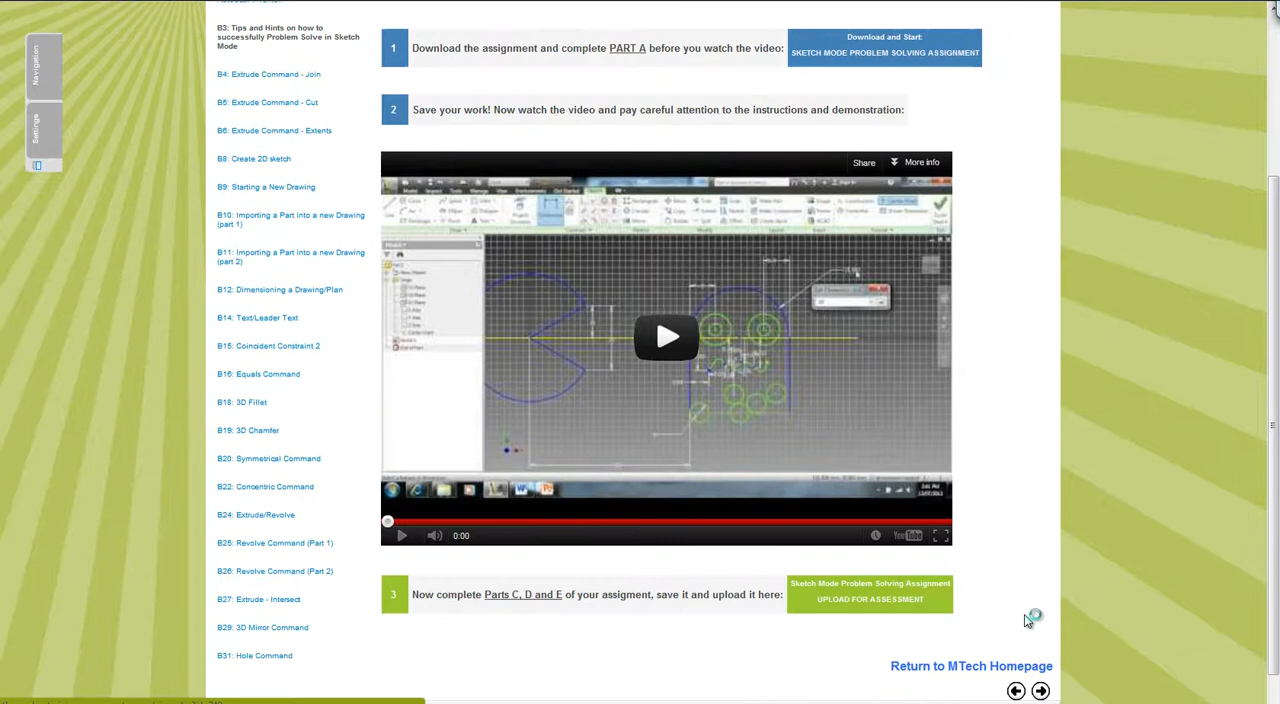 Navigation
Settings
B3: Tips and Hints on how to
successfully Problem Solve in Sketch
Mode
B4: Extrude Command - Join
B5: Extrude Command - Cut
B6: Extrude Command - Extents
B8: Create 2D sketch
B9: Starting a New Drawing
B10: Importing a Part into a new Drawing
(part 1)
B11: Importing a Part into a new Drawing
(part 2)
B12: Dimensioning a Drawing/Plan
B14: Text/Leader Text
B15: Coincident Constraint 2
B16: Equals Command
B18: 3D Fillet
B19: 3D Chamfer
B20: Symmetrical Command
B22: Concentric Command
B24: Extrude/Revolve
B25: Revolve Command (Part 1)
B26: Revolve Command (Part 2)
B27: Extrude - Intersect
B29: 3D Mirror Command
B31: Hole Command
1
Download the assignment and complete PART A before you watch the video:
Download and Start:
SKETCH MODE PROBLEM SOLVING ASSIGNMENT
2
Save your work! Now watch the video and pay careful attention to the instructions and demonstration:
Share
More info
0:00
YouTube
3
Now complete Parts C, D and E of your assigment, save it and upload it here:
Sketch Mode Problem Solving Assignment
UPLOAD FOR ASSESSMENT
Return to MTech Homepage